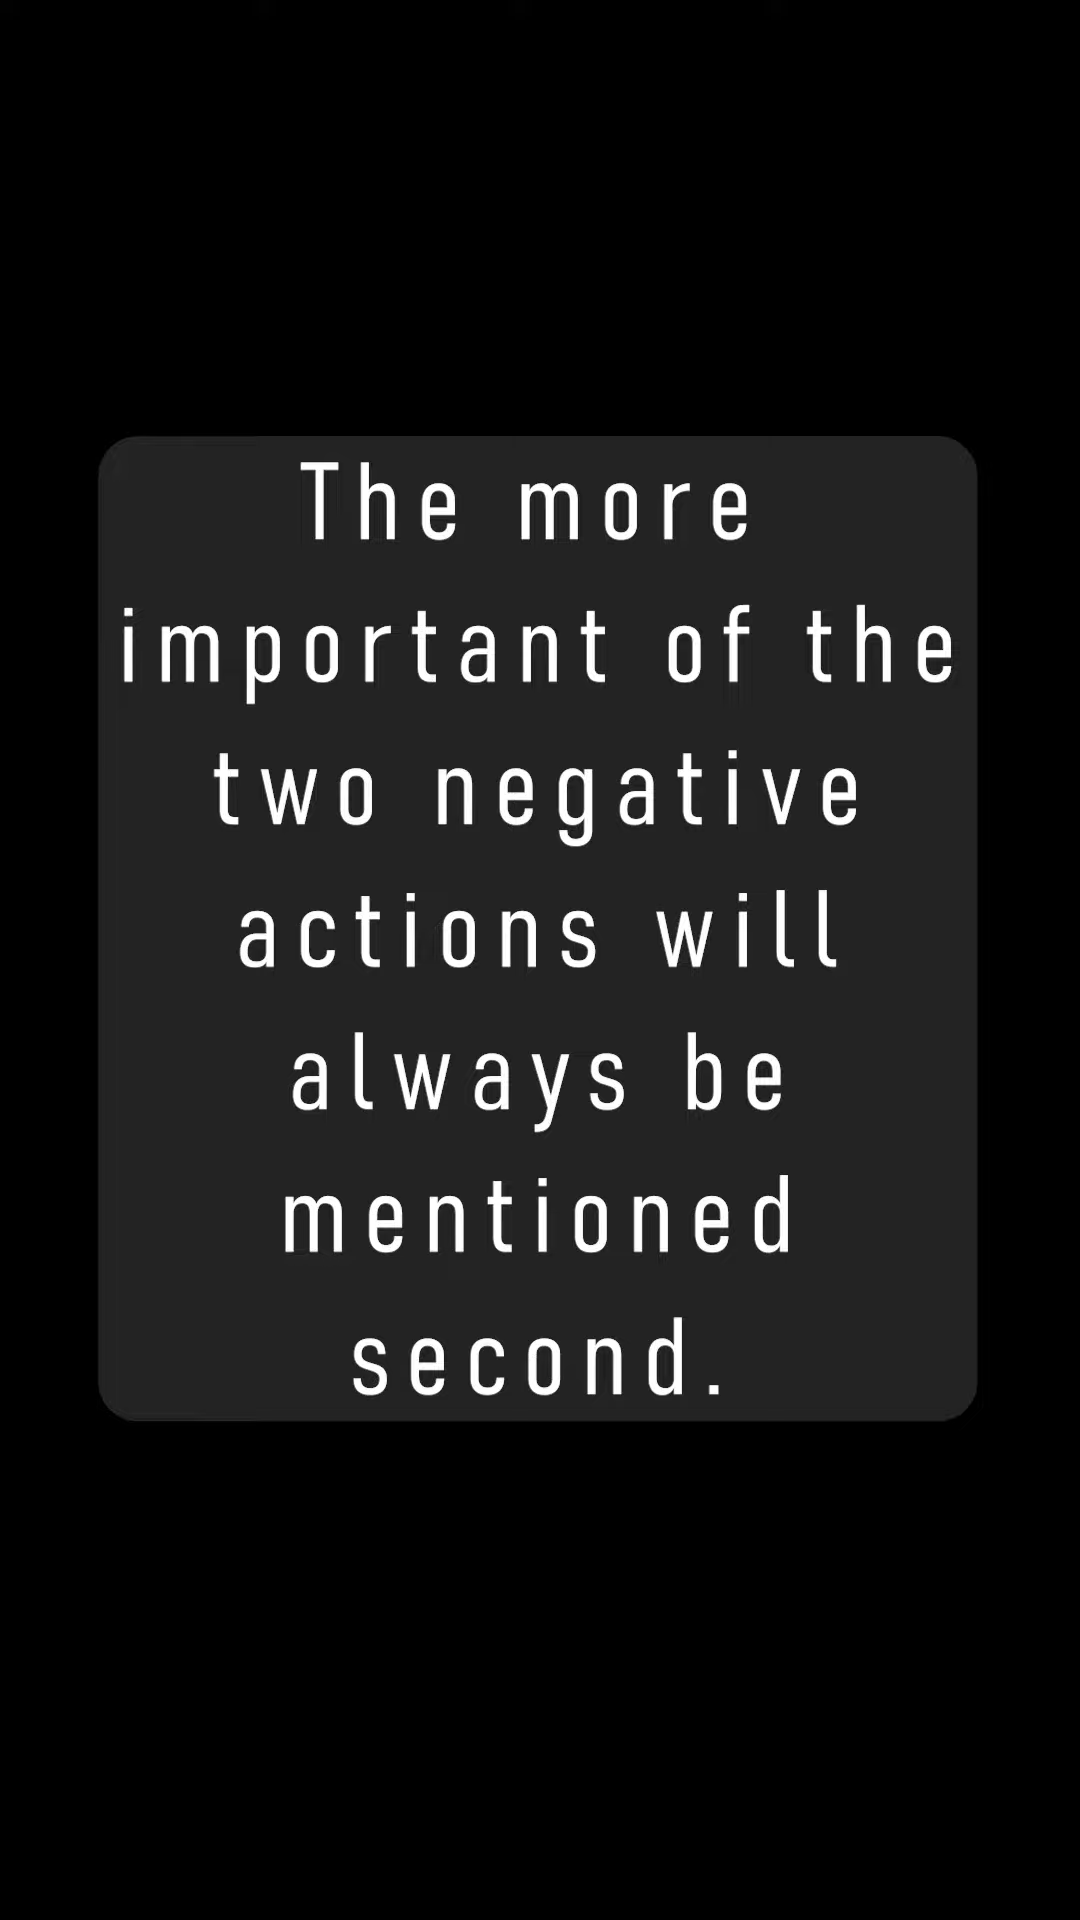 The more
important of the
two negative
actions will
always be
mentioned
second.